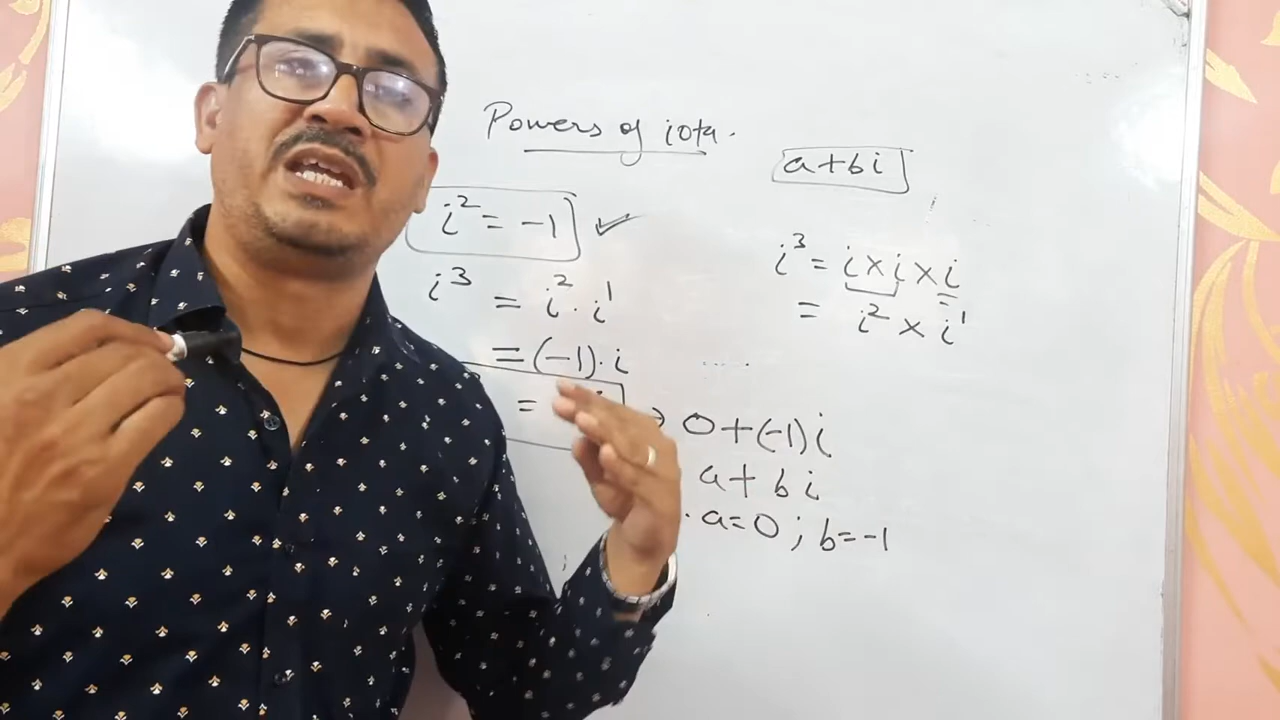 Powers of iota.
a+bi
i² = -1 ✓
i³ = i² · i¹
= (-1) · i
=
i³ = i × i × i
= i² × i¹
→ 0+(-1)i
a + bi
a=0 ; b=-1